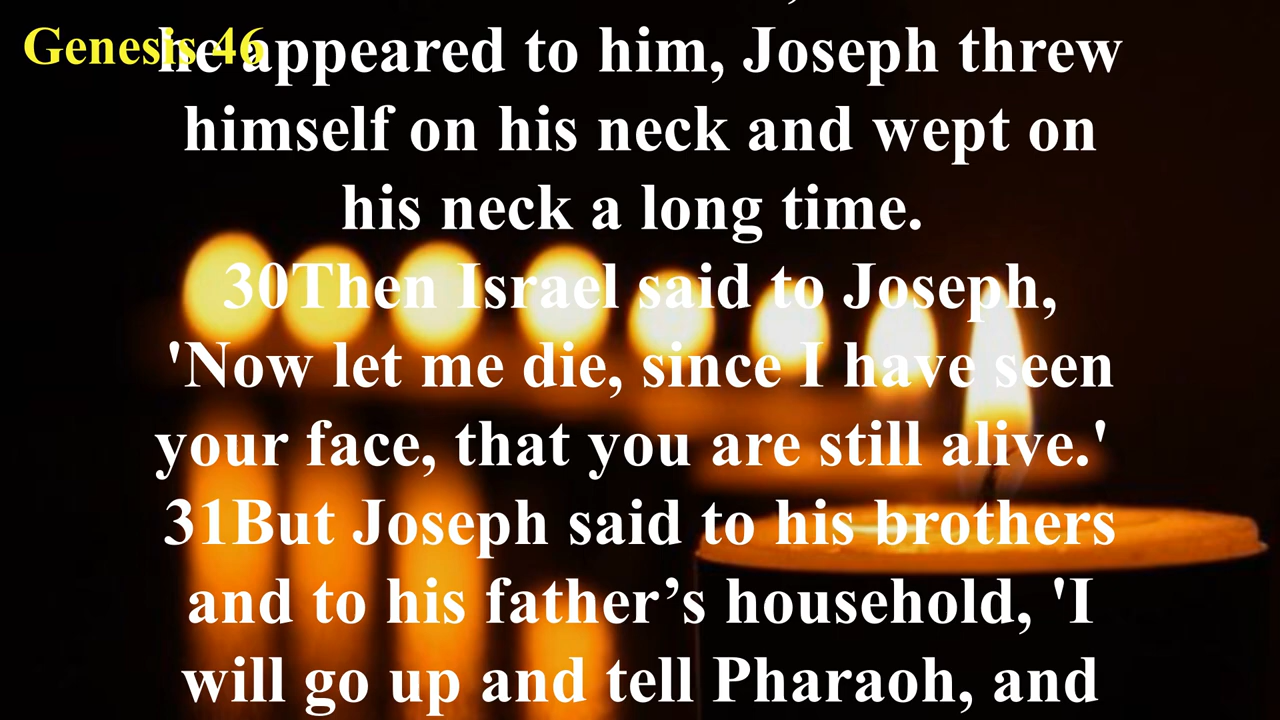 Genesis 46
he appeared to him, Joseph threw
himself on his neck and wept on
his neck a long time.
30Then Israel said to Joseph,
'Now let me die, since I have seen
your face, that you are still alive.'
31But Joseph said to his brothers
and to his father’s household, 'I
will go up and tell Pharaoh, and